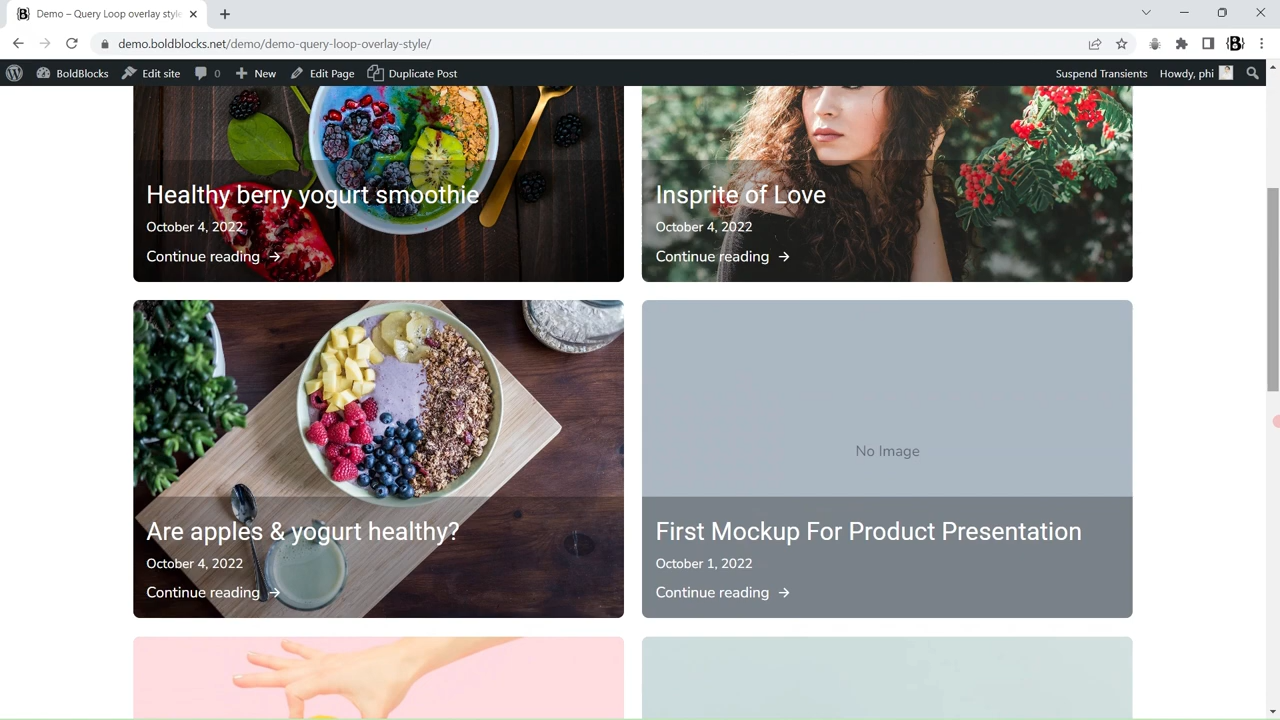 Demo – Query Loop overlay style
demo.boldblocks.net/demo/demo-query-loop-overlay-style/
BoldBlocks
Edit site
0
New
Edit Page
Duplicate Post
Suspend Transients
Howdy, phi
Healthy berry yogurt smoothie
October 4, 2022
Continue reading →
Insprite of Love
October 4, 2022
Continue reading →
Are apples & yogurt healthy?
October 4, 2022
Continue reading →
No Image
First Mockup For Product Presentation
October 1, 2022
Continue reading →